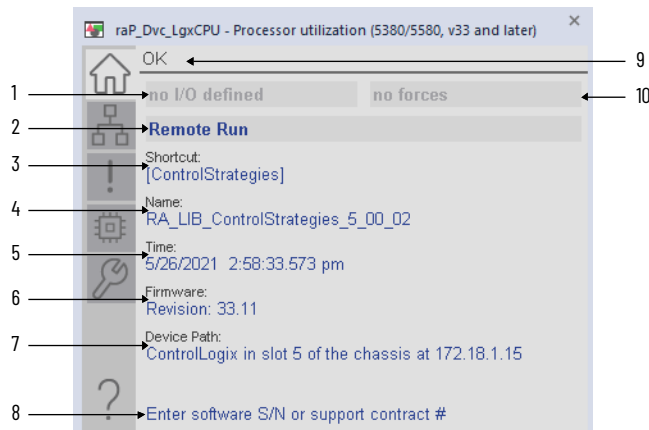 raP_Dvc_LgxCPU - Processor utilization (5380/5580, v33 and later)
×
OK
9
1
no I/O defined
no forces
10
2
Remote Run
3
Shortcut:
[ControlStrategies]
4
Name:
RA_LIB_ControlStrategies_5_00_02
5
Time:
5/26/2021 2:58:33.573 pm
6
Firmware:
Revision: 33.11
7
Device Path:
ControlLogix in slot 5 of the chassis at 172.18.1.15
8
Enter software S/N or support contract #